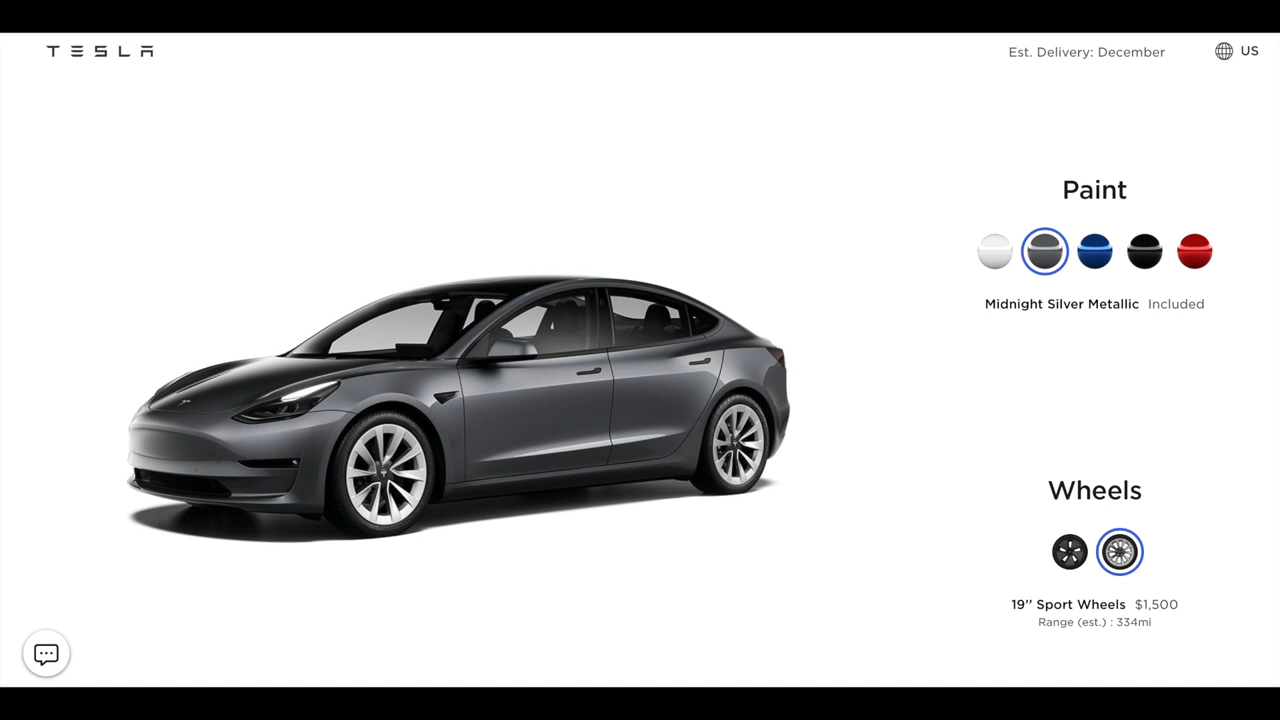 TESLA
Est. Delivery: December
US
Paint
Midnight Silver Metallic Included
Wheels
19’’ Sport Wheels $1,500
Range (est.) : 334mi